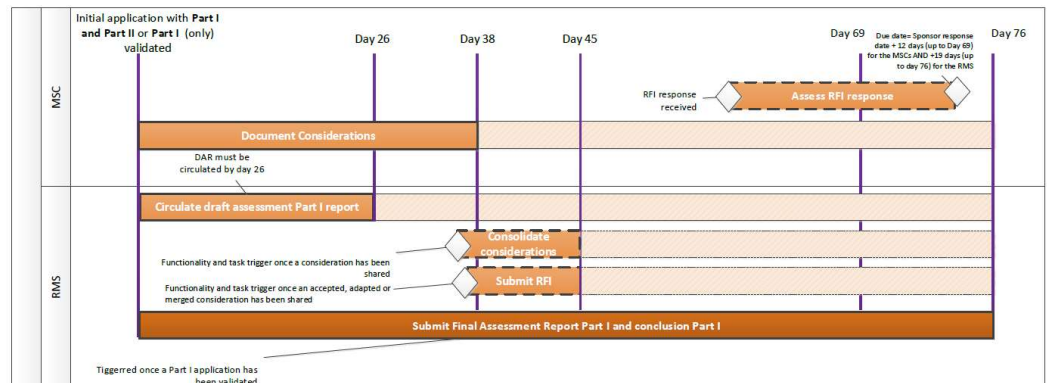 Initial application with Part I
and Part II or Part I (only)
validated
Day 26
Day 38
Day 45
Day 69
Due date= Sponsor response
date + 12 days (up to Day 69)
for the MSCs AND +19 days (up
to day 76) for the RMS
Day 76
MSC
RFI response
received
Assess RFI response
Document Considerations
DAR must be
circulated by day 26
RMS
Circulate draft assessment Part I report
Consolidate
considerations
Functionality and task trigger once a consideration has been
shared
Submit RFI
Functionality and task trigger once an accepted, adapted or
merged consideration has been shared
Submit Final Assessment Report Part I and conclusion Part I
Tiggerred once a Part I application has
been validated